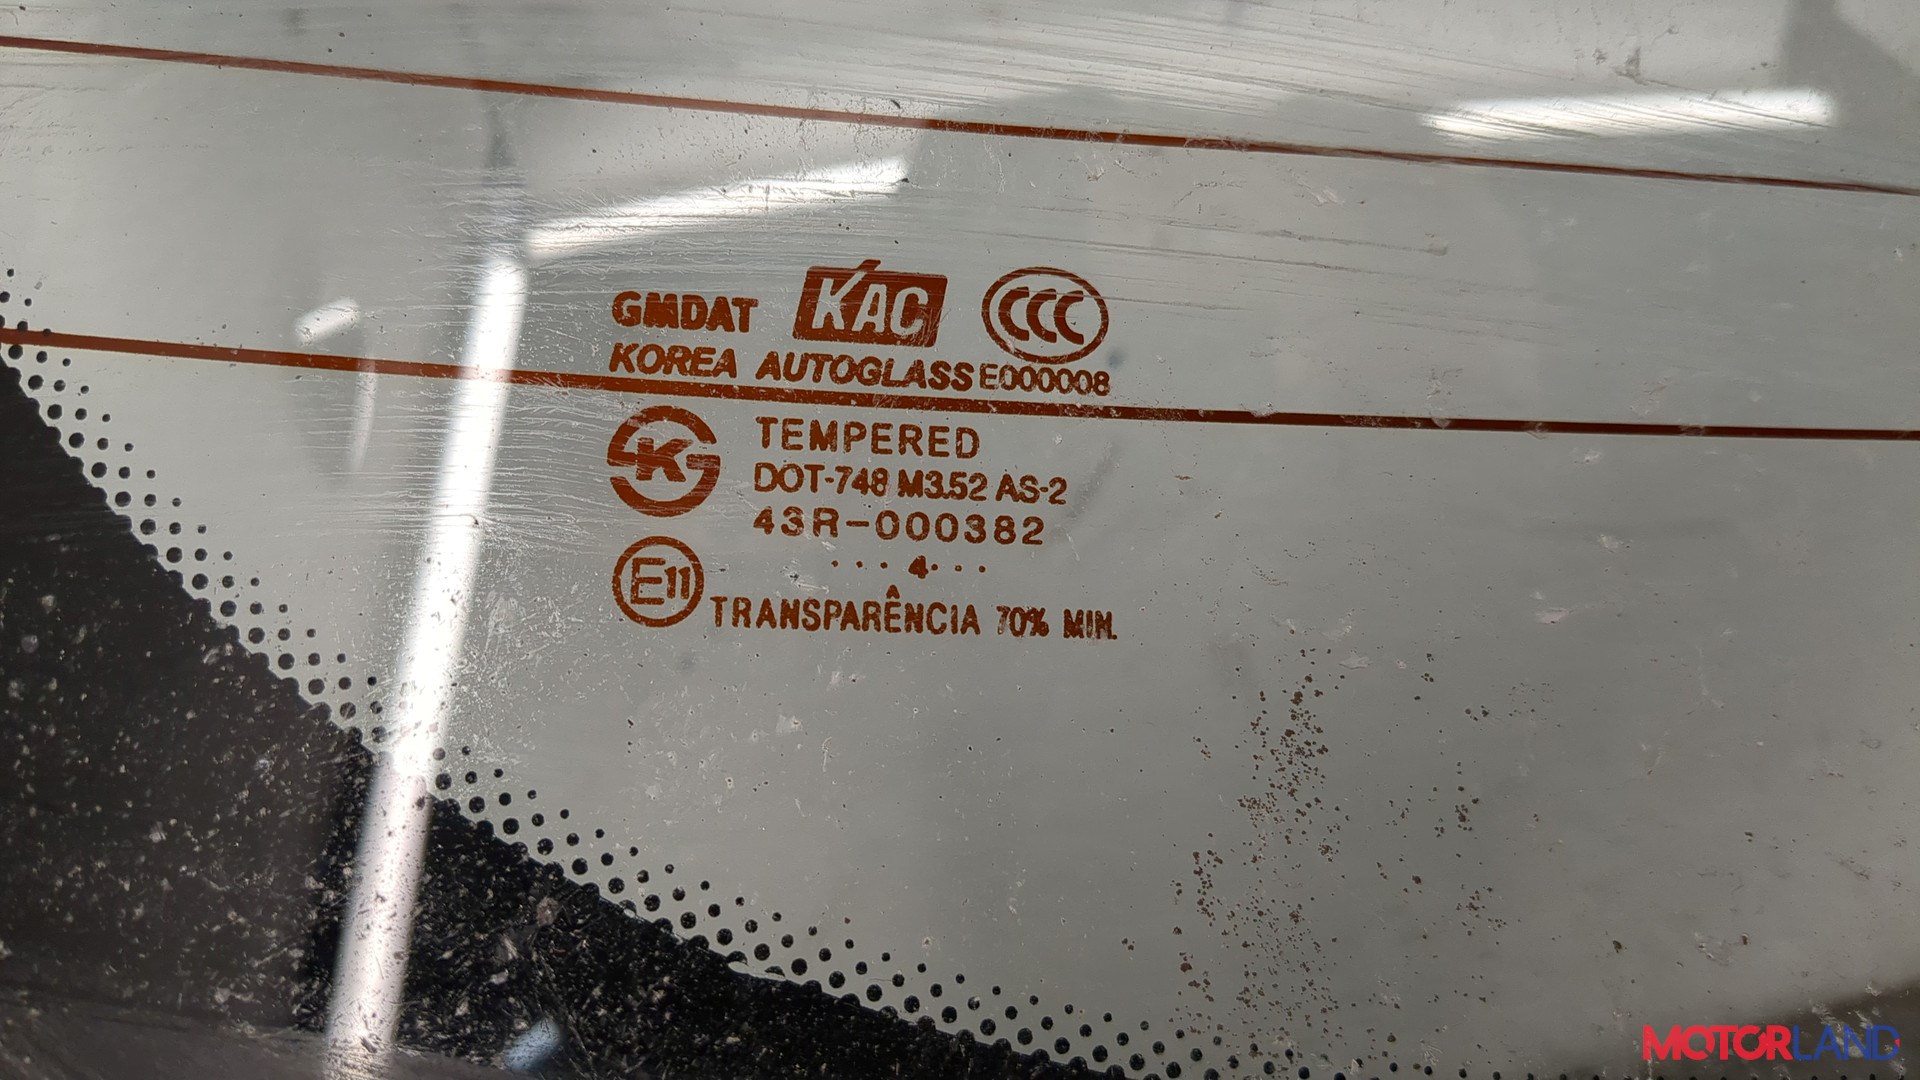 GMDAT KAC CCC
KOREA AUTOGLASS E000008
K TEMPERED
DOT-748 M3.52 AS-2
43R-000382
· · · 4 · · ·
E11 TRANSPARÊNCIA 70% MIN.
MOTORLAND